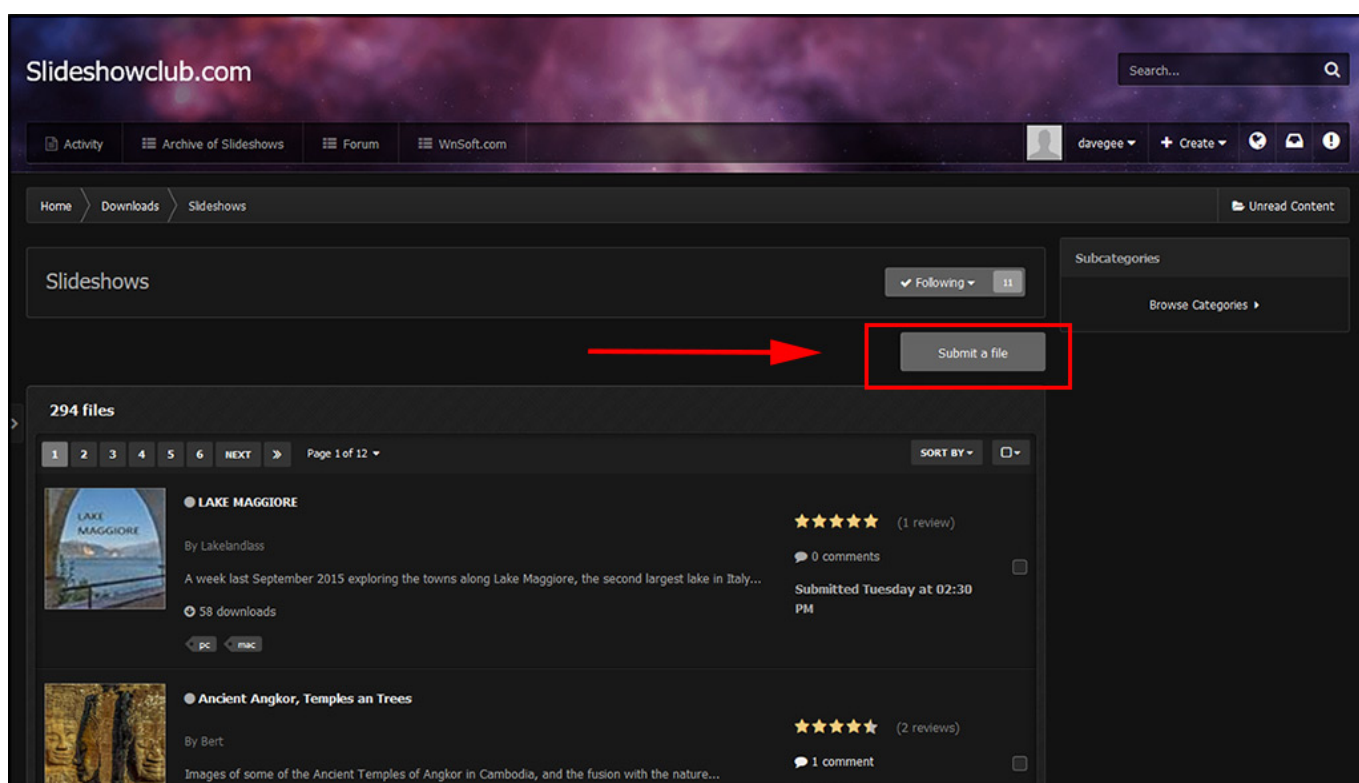 Slideshowclub.com
Search...
Activity
Archive of Slideshows
Forum
WnSoft.com
davegee
Create
Home
Downloads
Slideshows
Unread Content
Slideshows
Following
11
Subcategories
Browse Categories
Submit a file
294 files
1 2 3 4 5 6 NEXT Page 1 of 12
SORT BY
LAKE
MAGGIORE
LAKE MAGGIORE
By Lakelandlass
A week last September 2015 exploring the towns along Lake Maggiore, the second largest lake in Italy...
58 downloads
pc mac
(1 review)
0 comments
Submitted Tuesday at 02:30
PM
Ancient Angkor, Temples an Trees
By Bert
Images of some of the Ancient Temples of Angkor in Cambodia, and the fusion with the nature...
(2 reviews)
1 comment